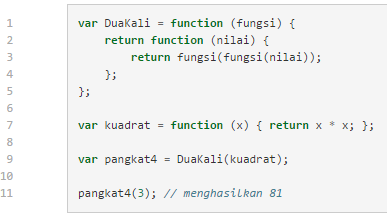 1 var DuaKali = function (fungsi) {
2     return function (nilai) {
3         return fungsi(fungsi(nilai));
4     };
5 };
6
7 var kuadrat = function (x) { return x * x; };
8
9 var pangkat4 = DuaKali(kuadrat);
10
11 pangkat4(3); // menghasilkan 81